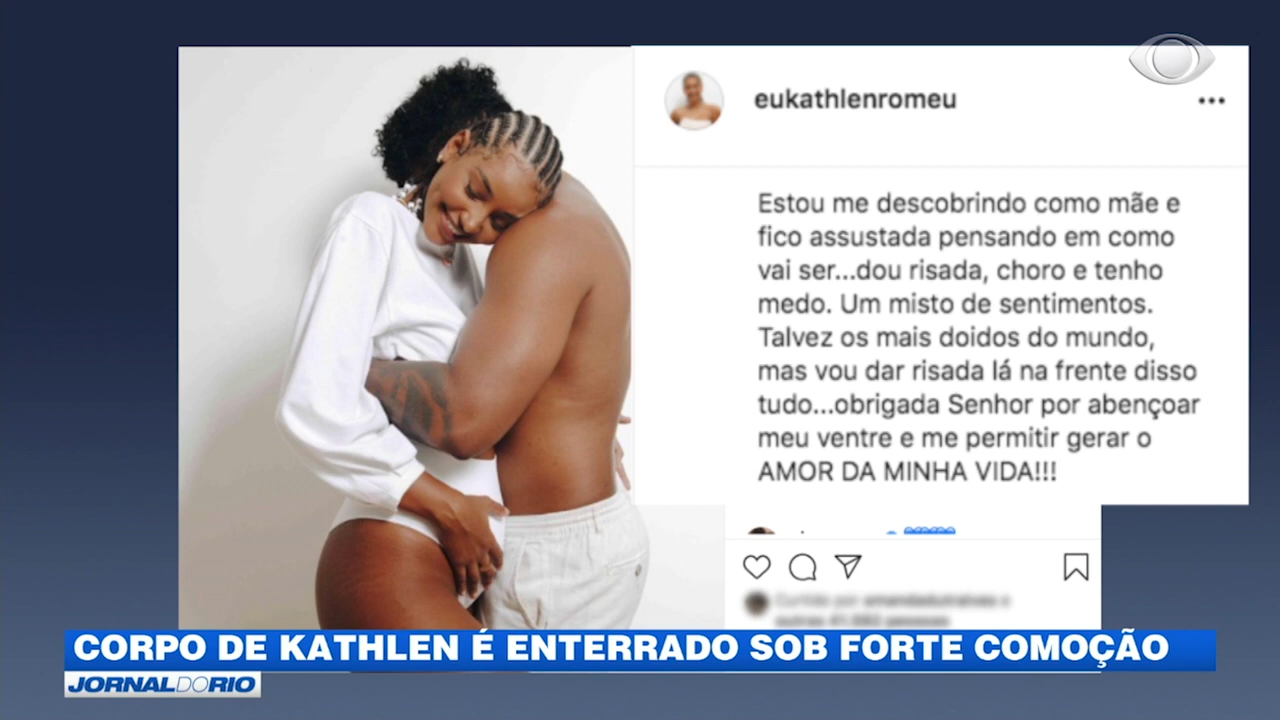 eukathlenromeu
Estou me descobrindo como mãe e
fico assustada pensando em como
vai ser...dou risada, choro e tenho
medo. Um misto de sentimentos.
Talvez os mais doidos do mundo,
mas vou dar risada lá na frente disso
tudo...obrigada Senhor por abençoar
meu ventre e me permitir gerar o
AMOR DA MINHA VIDA!!!
CORPO DE KATHLEN É ENTERRADO SOB FORTE COMOÇÃO
JORNALDORIO